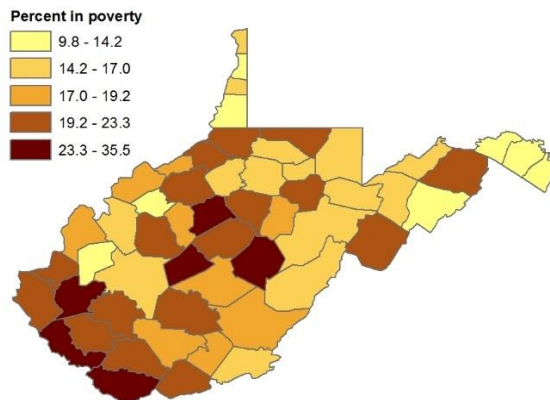 Percent in poverty
9.8 - 14.2
14.2 - 17.0
17.0 - 19.2
19.2 - 23.3
23.3 - 35.5